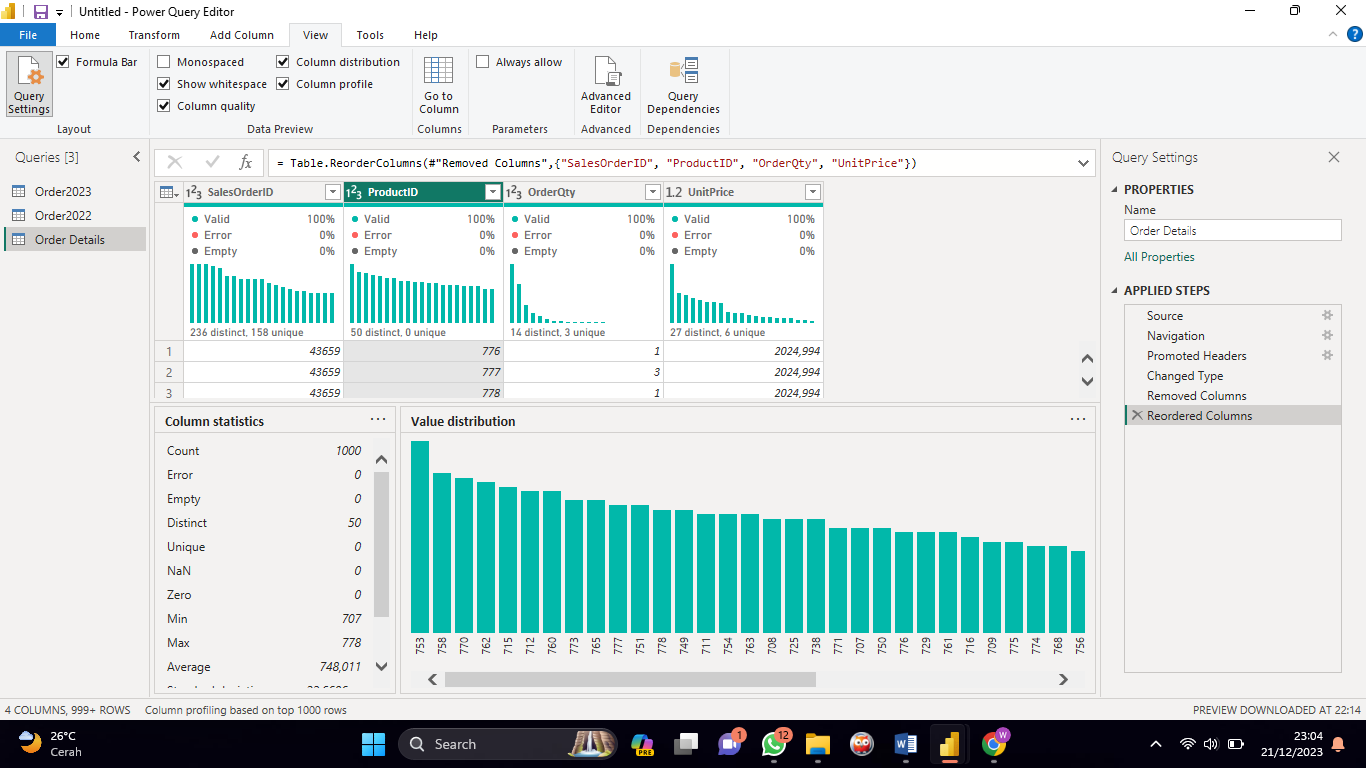 Untitled - Power Query Editor
File Home Transform Add Column View Tools Help
Query Settings
Formula Bar
Layout
Monospaced
Show whitespace
Column quality
Column distribution
Column profile
Data Preview
Go to Column
Columns
Always allow
Parameters
Advanced Editor
Advanced
Query Dependencies
Dependencies
Queries [3]
Order2023
Order2022
Order Details
fx
= Table.ReorderColumns(#"Removed Columns",{"SalesOrderID", "ProductID", "OrderQty", "UnitPrice"})
123 SalesOrderID 123 ProductID 123 OrderQty 1.2 UnitPrice
Valid 100% Valid 100% Valid 100% Valid 100%
Error 0% Error 0% Error 0% Error 0%
Empty 0% Empty 0% Empty 0% Empty 0%
236 distinct, 158 unique 50 distinct, 0 unique 14 distinct, 3 unique 27 distinct, 6 unique
1 43659 776 1 2024,994
2 43659 777 3 2024,994
3 43659 778 1 2024,994
Column statistics
Count 1000
Error 0
Empty 0
Distinct 50
Unique 0
NaN 0
Zero 0
Min 707
Max 778
Average 748,011
Value distribution
753 758 770 762 715 712 760 773 765 777 751 778 749 711 754 763 708 725 738 771 707 750 776 729 761 716 709 775 774 768 756
Query Settings
PROPERTIES
Name
Order Details
All Properties
APPLIED STEPS
Source
Navigation
Promoted Headers
Changed Type
Removed Columns
Reordered Columns
4 COLUMNS, 999+ ROWS Column profiling based on top 1000 rows
PREVIEW DOWNLOADED AT 22:14
26°C
Cerah
Search
PRE
1
12
W
W
23:04
21/12/2023